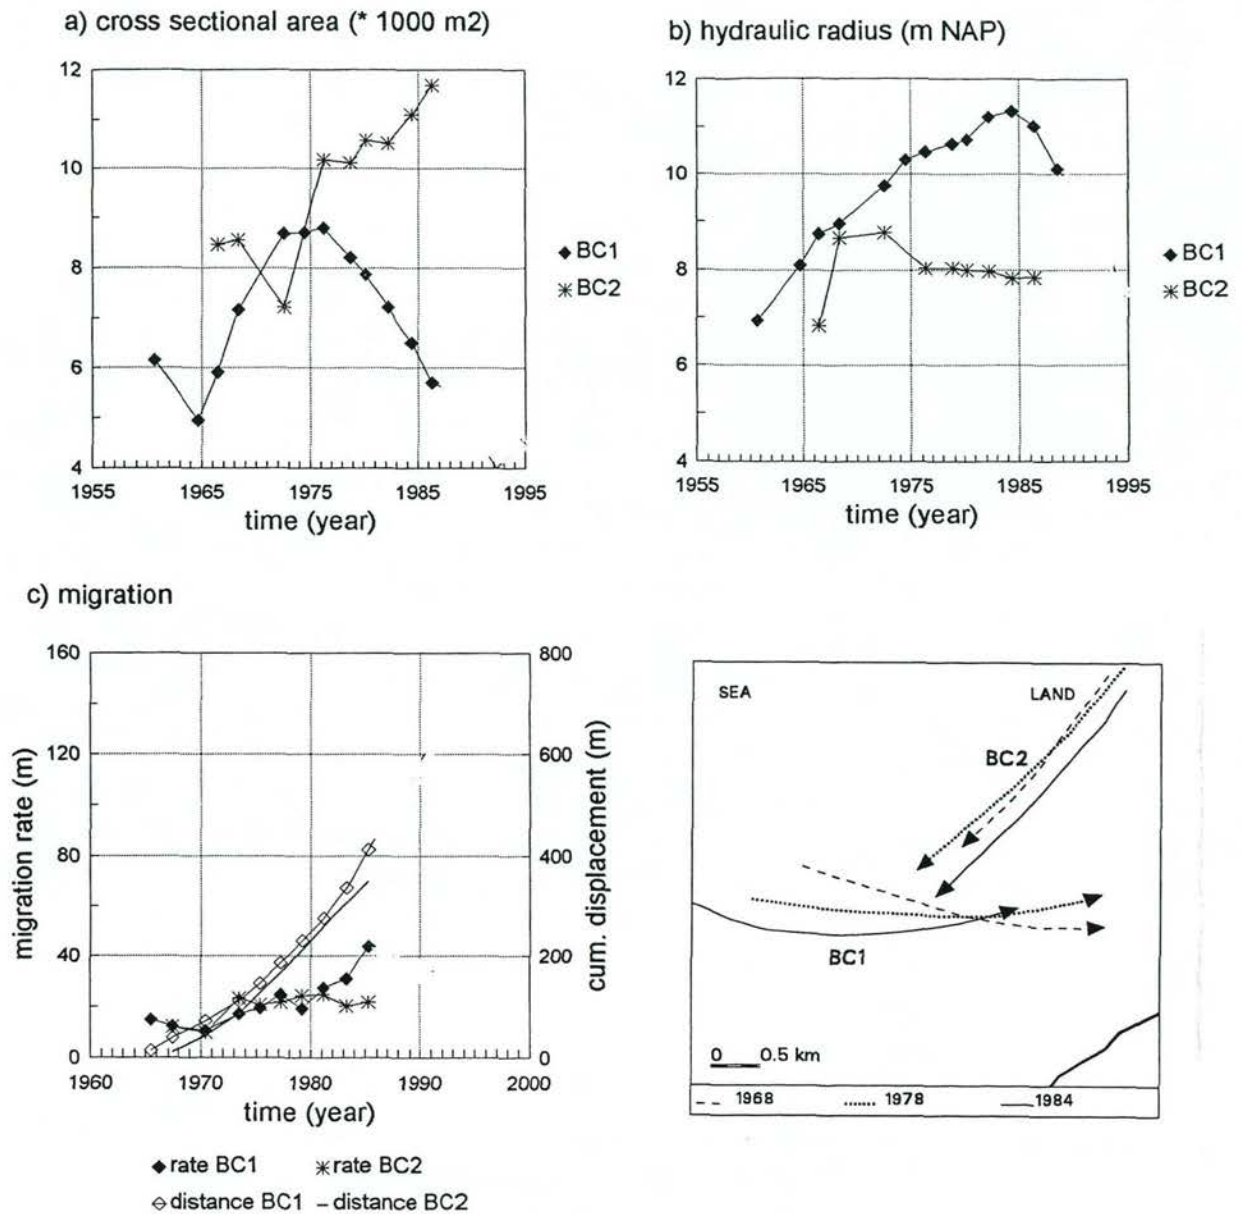 a) cross sectional area (* 1000 m2)
12
10
8
6
4
1955 1965 1975 1985 1995
time (year)
BC1
BC2
b) hydraulic radius (m NAP)
12
10
8
6
4
1955 1965 1975 1985 1995
time (year)
BC1
BC2
c) migration
migration rate (m)
160
120
80
40
0
cum. displacement (m)
800
600
400
200
0
1960 1970 1980 1990 2000
time (year)
rate BC1 rate BC2
distance BC1 – distance BC2
SEA LAND
BC2
BC1
0 0.5 km
1968 1978 1984